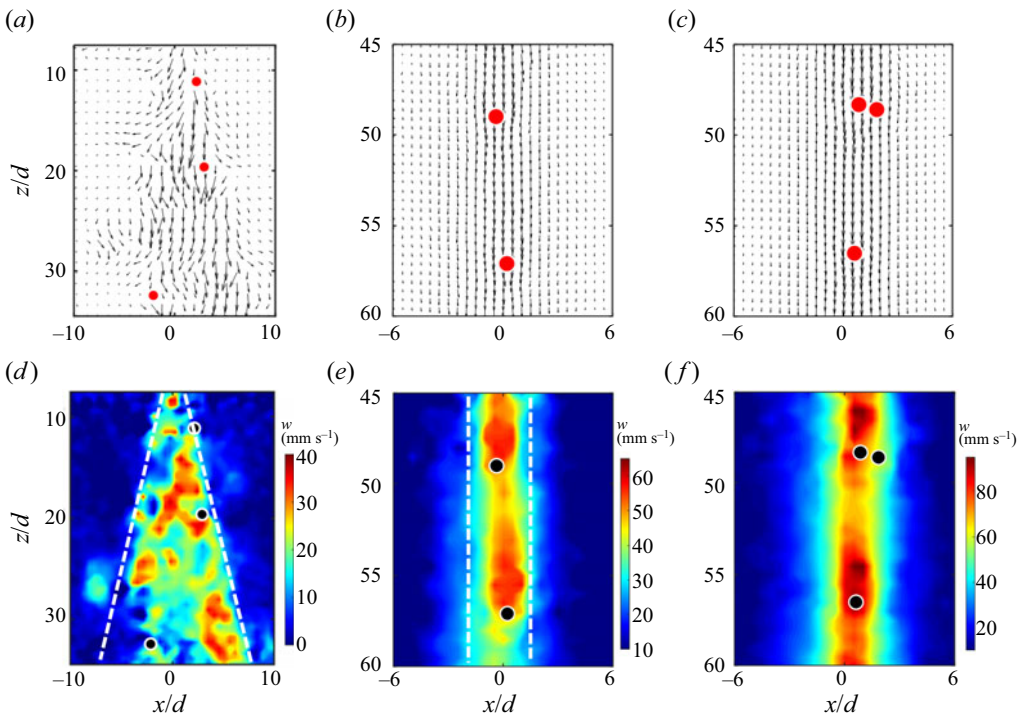 (a) (b) (c)
45 45
10
50 50
z/d 20
55 55
30
60 60
–10 0 10 –6 0 6 –6 0 6
(d) (e) (f)
45 45
w w w
(mm s–1) (mm s–1) (mm s–1)
10 40
60 80
50 50
30 50
z/d 20 60
20 40
55 55
30 40
10
30 20
20
0 10
60 60
–10 0 10 –6 0 6 –6 0 6
x/d x/d x/d